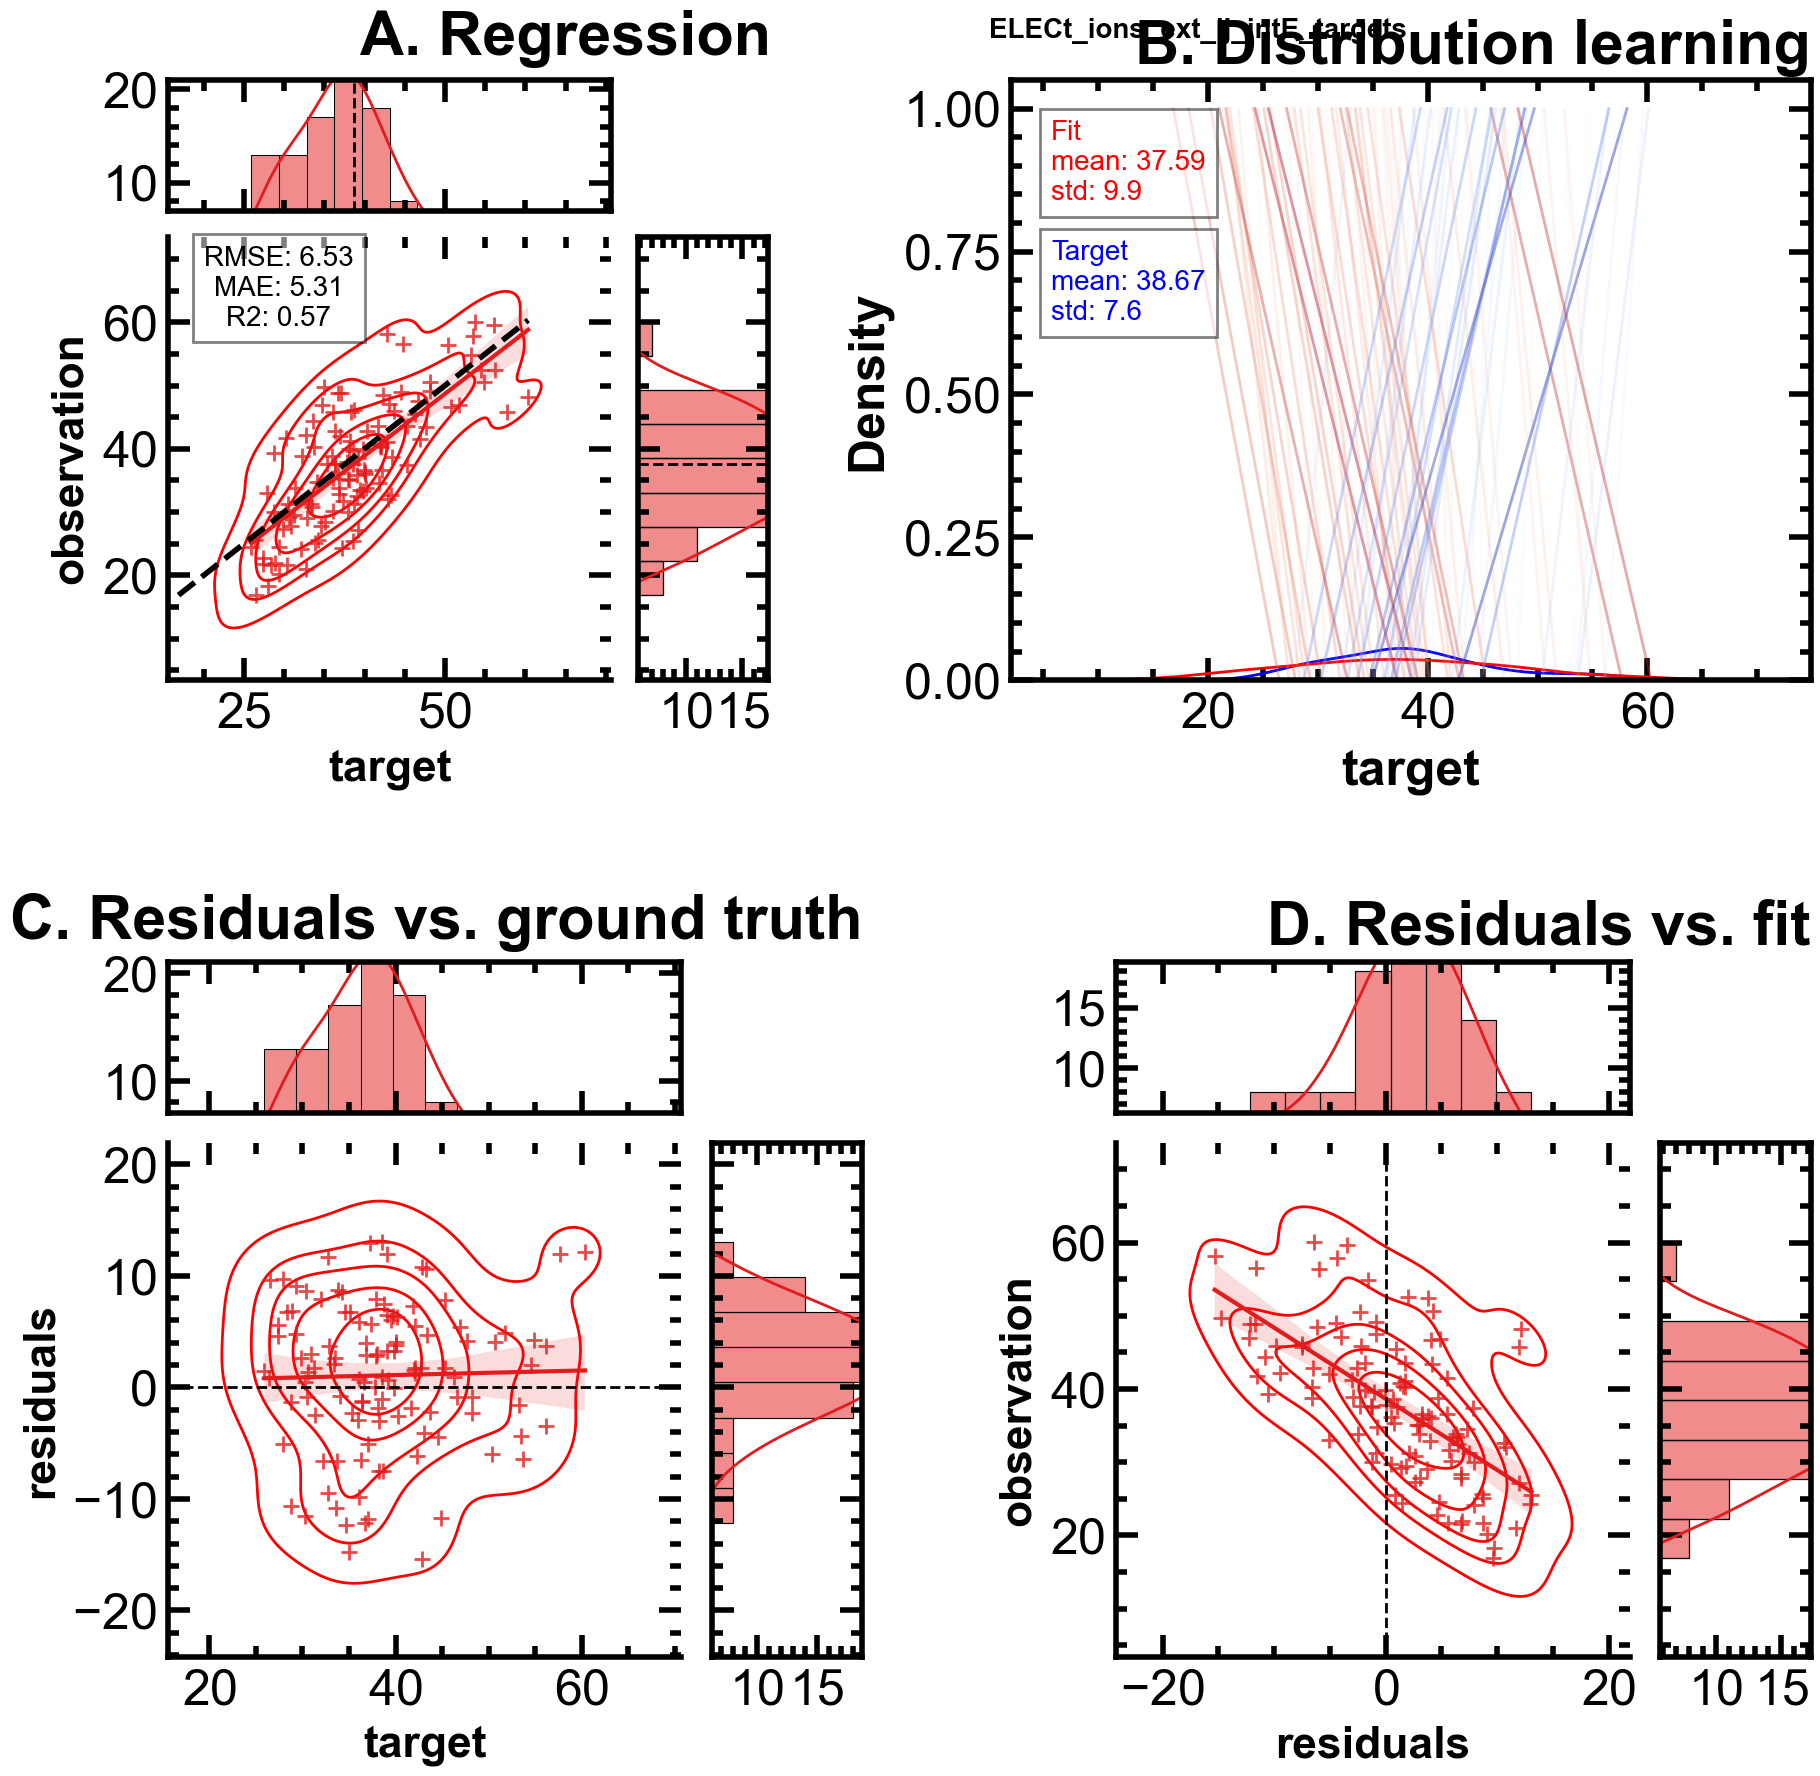 A. Regression
20
10
RMSE: 6.53
MAE: 5.31
R2: 0.57
observation
60
40
20
25
50
target
10
15
B. Distribution learning
Density
1.00
0.75
0.50
0.25
0.00
Fit
mean: 37.59
std: 9.9
Target
mean: 38.67
std: 7.6
20
40
60
target
C. Residuals vs. ground truth
20
10
residuals
20
10
0
−10
−20
20
40
60
target
10
15
D. Residuals vs. fit
15
10
observation
60
40
20
−20
0
20
residuals
10
15